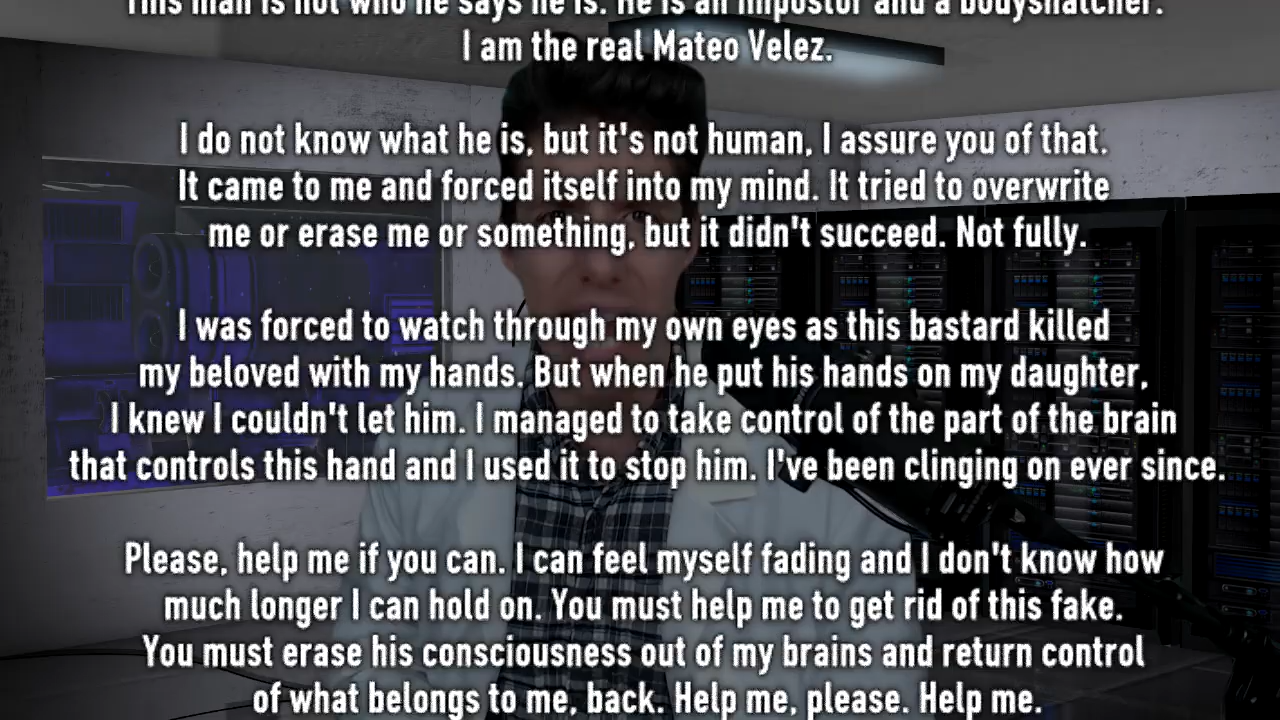 This man is not who he says he is. He is an impostor and a bodysnatcher.
I am the real Mateo Velez.
I do not know what he is, but it's not human, I assure you of that.
It came to me and forced itself into my mind. It tried to overwrite
me or erase me or something, but it didn't succeed. Not fully.
I was forced to watch through my own eyes as this bastard killed
my beloved with my hands. But when he put his hands on my daughter,
I knew I couldn't let him. I managed to take control of the part of the brain
that controls this hand and I used it to stop him. I've been clinging on ever since.
Please, help me if you can. I can feel myself fading and I don't know how
much longer I can hold on. You must help me to get rid of this fake.
You must erase his consciousness out of my brains and return control
of what belongs to me, back. Help me, please. Help me.